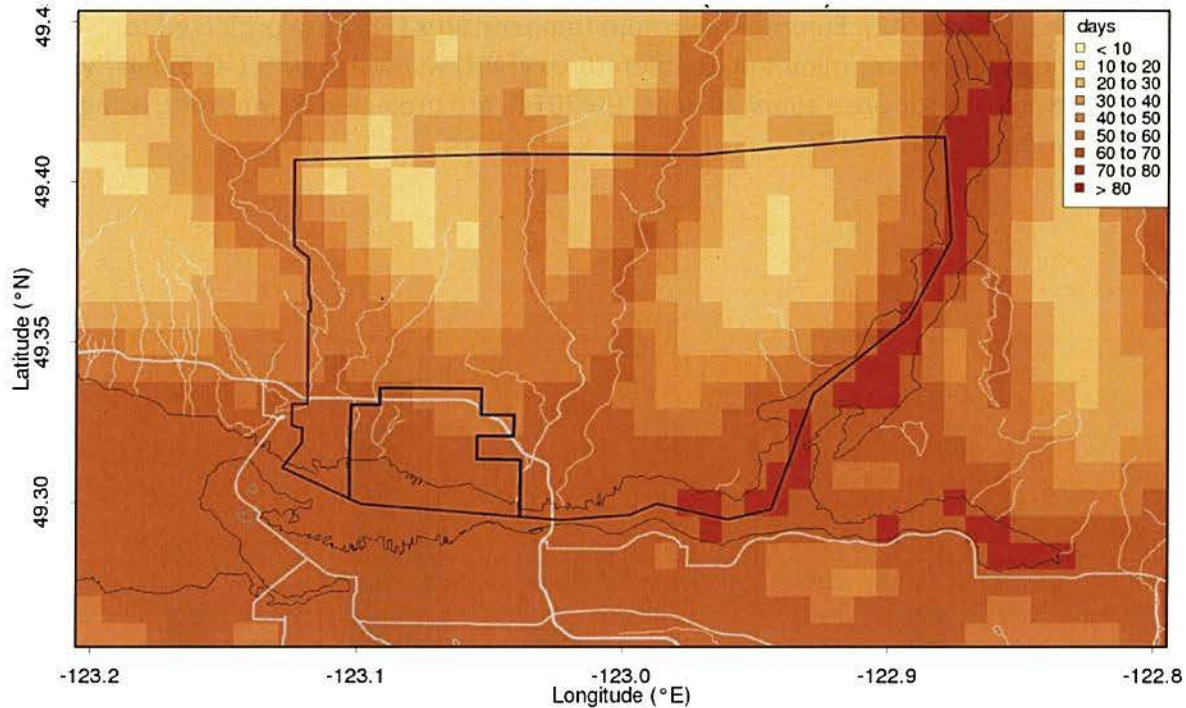 days
< 10
10 to 20
20 to 30
30 to 40
40 to 50
50 to 60
60 to 70
70 to 80
> 80
49.4
49.40
49.35
49.30
Latitude (°N)
-123.2
-123.1
-123.0
-122.9
-122.8
Longitude (°E)